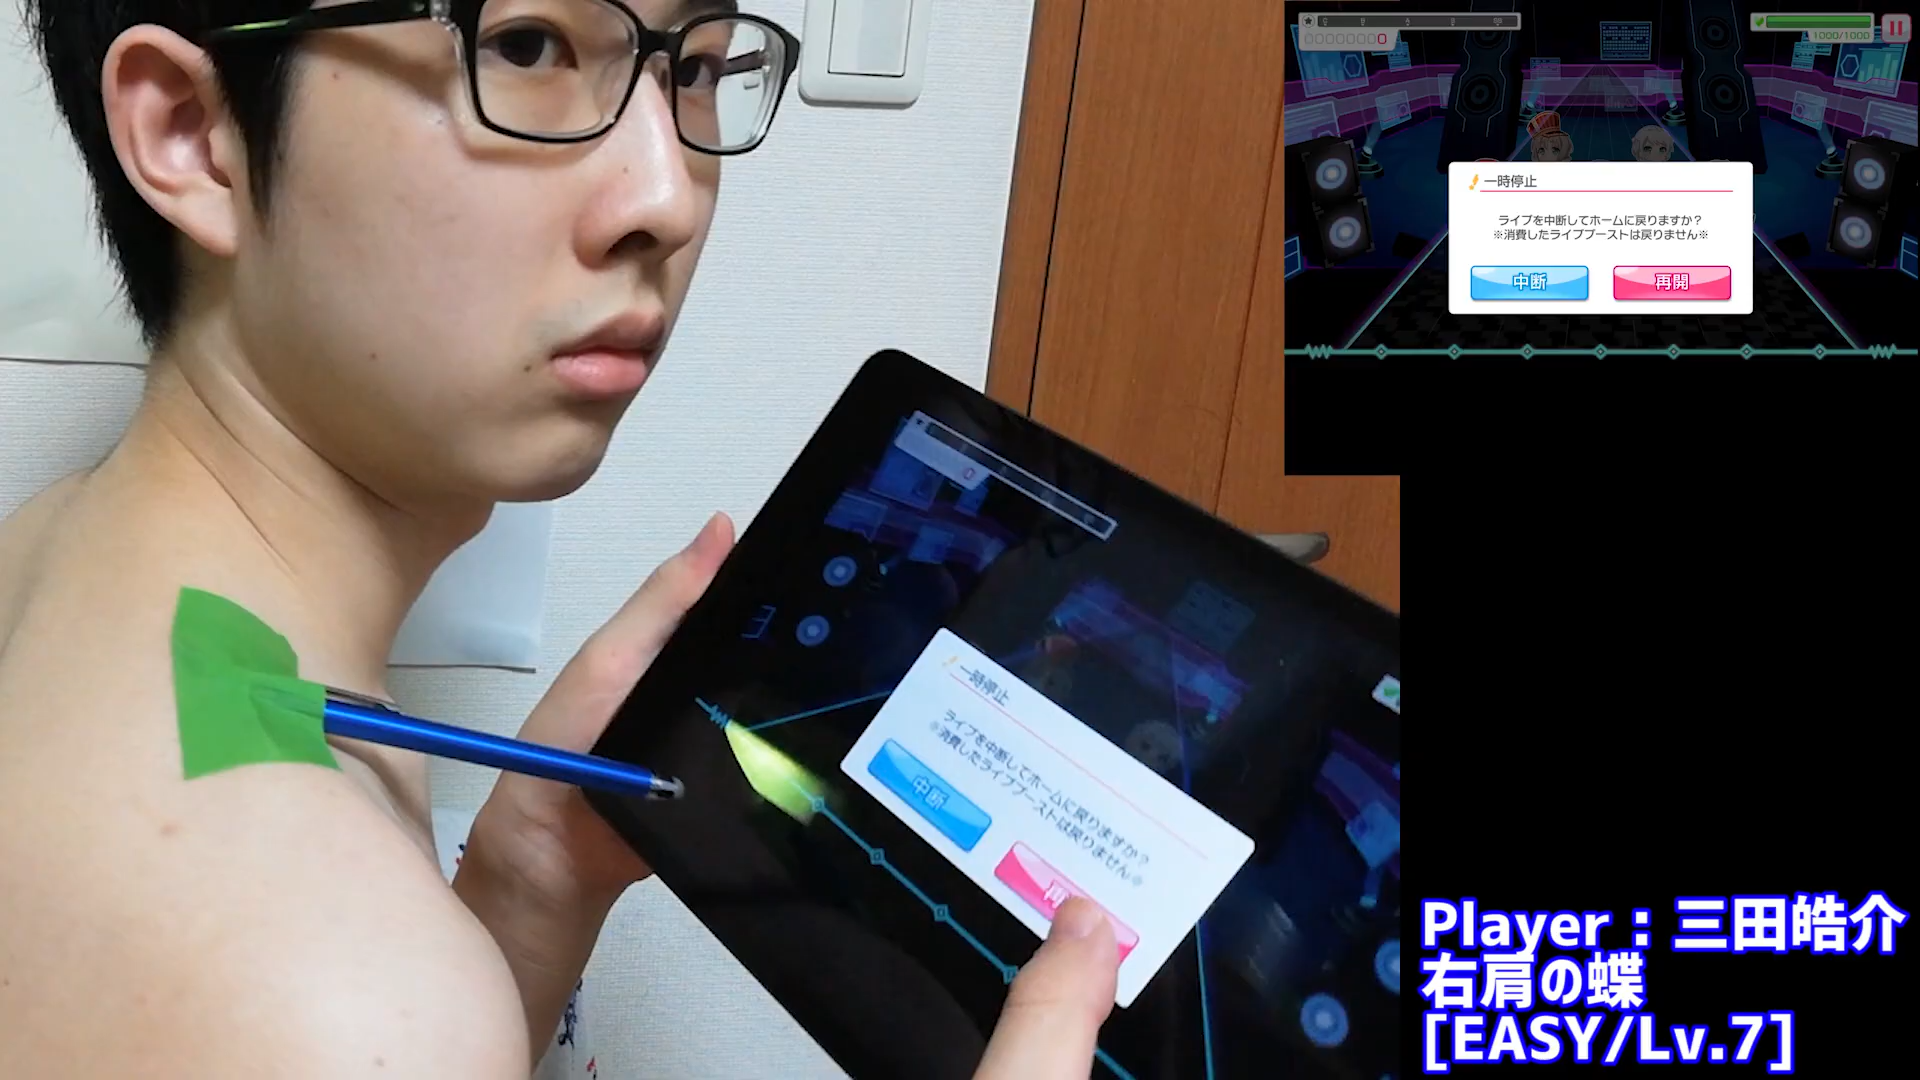 00000000
1000/1000
一時停止
ライブを中断してホームに戻りますか？
※消費したライブブーストは戻りません※
中断
再開
一時停止
ライブを中断してホームに戻りますか？
※消費したライブブーストは戻りません※
中断
再
Player：三田皓介
右肩の蝶
[EASY/Lv.7]